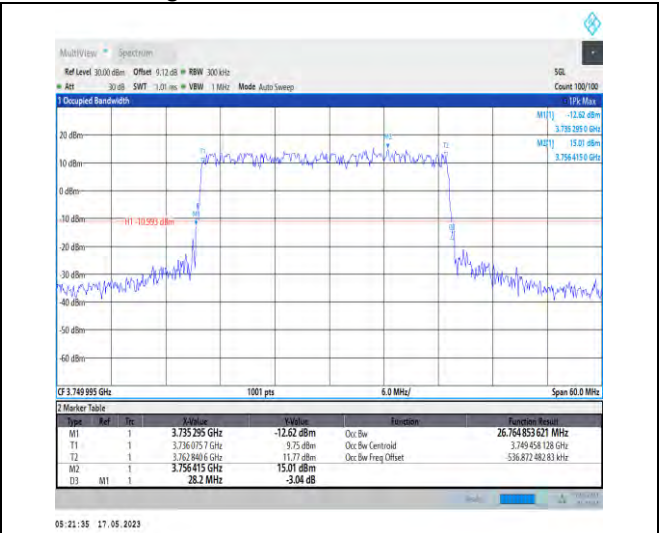 MultiView Spectrum
Ref Level 30.00 dBm Offset 9.12 dB RBW 300 kHz SGL
Att 30 dB SWT 1.01 ms VBW 1 MHz Mode Auto Sweep Count 100/100
1 Occupied Bandwidth 1Pk Max
M1[1] -12.62 dBm
3.735 295 0 GHz
M2[1] 15.01 dBm
3.756 415 0 GHz
20 dBm
M2
T1
T2
10 dBm
0 dBm
-10 dBm
H1 -10.993 dBm
M1
D3
-20 dBm
-30 dBm
-40 dBm
-50 dBm
-60 dBm
CF 3.749 995 GHz 1001 pts 6.0 MHz/ Span 60.0 MHz
2 Marker Table
Type Ref Trc X-Value Y-Value Function Function Result
M1 1 3.735 295 GHz -12.62 dBm Occ Bw 26.764 853 621 MHz
T1 1 3.736 075 7 GHz 9.75 dBm Occ Bw Centroid 3.749 458 128 GHz
T2 1 3.762 840 6 GHz 11.77 dBm Occ Bw Freq Offset -536.872 482 83 kHz
M2 1 3.756 415 GHz 15.01 dBm
D3 M1 1 28.2 MHz -3.04 dB
05:21:35 17.05.2023